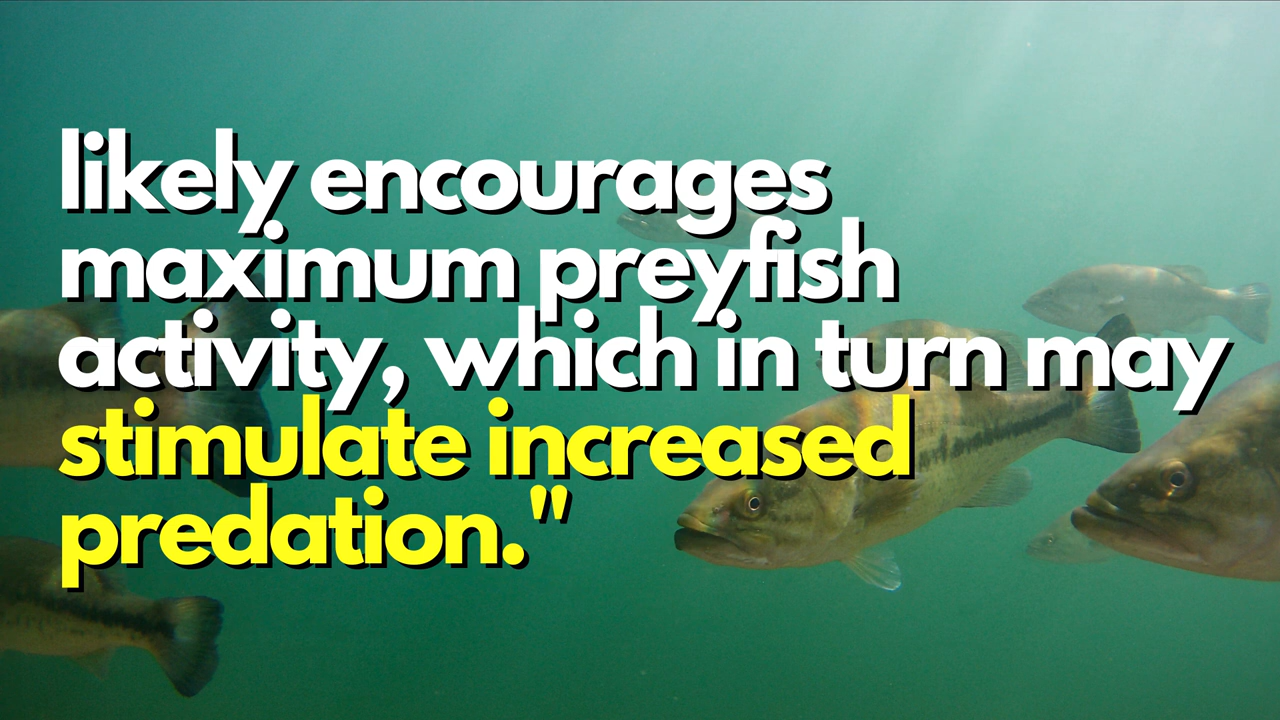 likely encourages
maximum preyfish
activity, which in turn may
stimulate increased
predation."